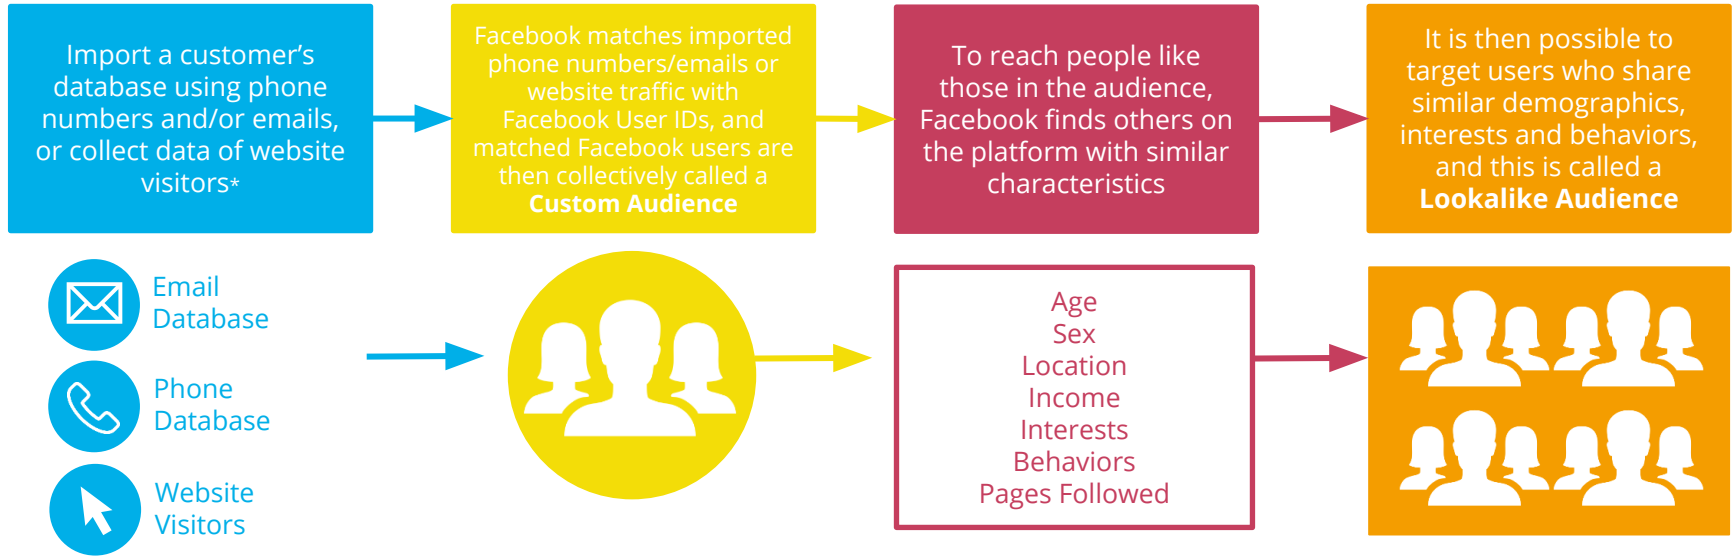 Import a customer’s
database using phone
numbers and/or emails,
or collect data of website
visitors*
Facebook matches imported
phone numbers/emails or
website traffic with
Facebook User IDs, and
matched Facebook users are
then collectively called a
Custom Audience
To reach people like
those in the audience,
Facebook finds others on
the platform with similar
characteristics
It is then possible to
target users who share
similar demographics,
interests and behaviors,
and this is called a
Lookalike Audience
Email
Database
Phone
Database
Website
Visitors
Age
Sex
Location
Income
Interests
Behaviors
Pages Followed